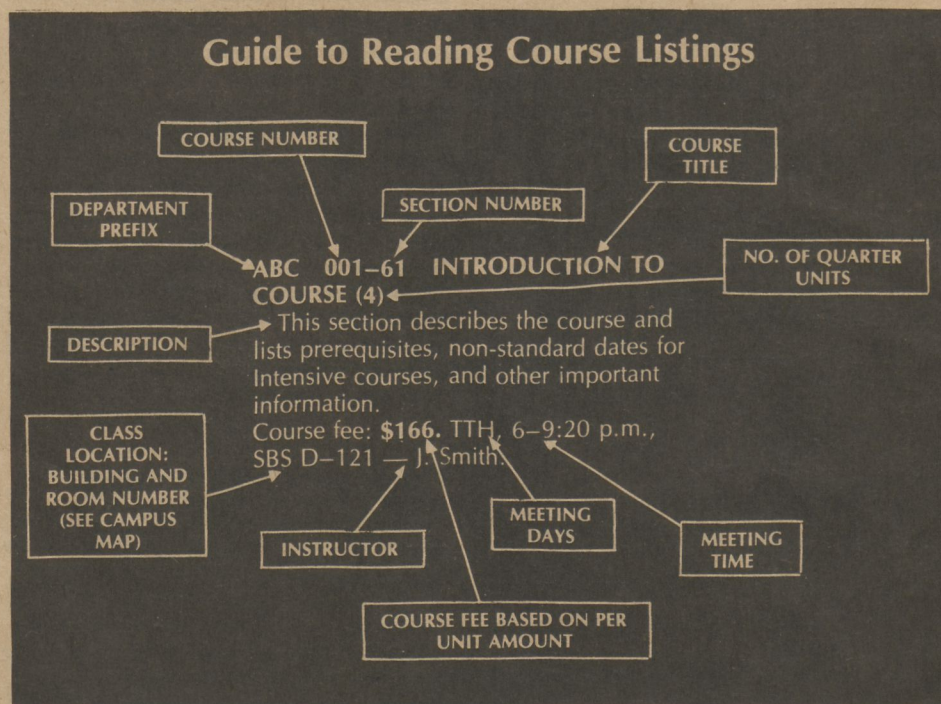 Guide to Reading Course Listings
COURSE NUMBER
COURSE
TITLE
DEPARTMENT
PREFIX
SECTION NUMBER
ABC 001–61 INTRODUCTION TO
COURSE (4)
NO. OF QUARTER
UNITS
DESCRIPTION
This section describes the course and
lists prerequisites, non-standard dates for
Intensive courses, and other important
information.
Course fee: $166. TTH, 6–9:20 p.m.,
SBS D–121 — J. Smith.
CLASS
LOCATION:
BUILDING AND
ROOM NUMBER
(SEE CAMPUS
MAP)
INSTRUCTOR
MEETING
DAYS
MEETING
TIME
COURSE FEE BASED ON PER
UNIT AMOUNT